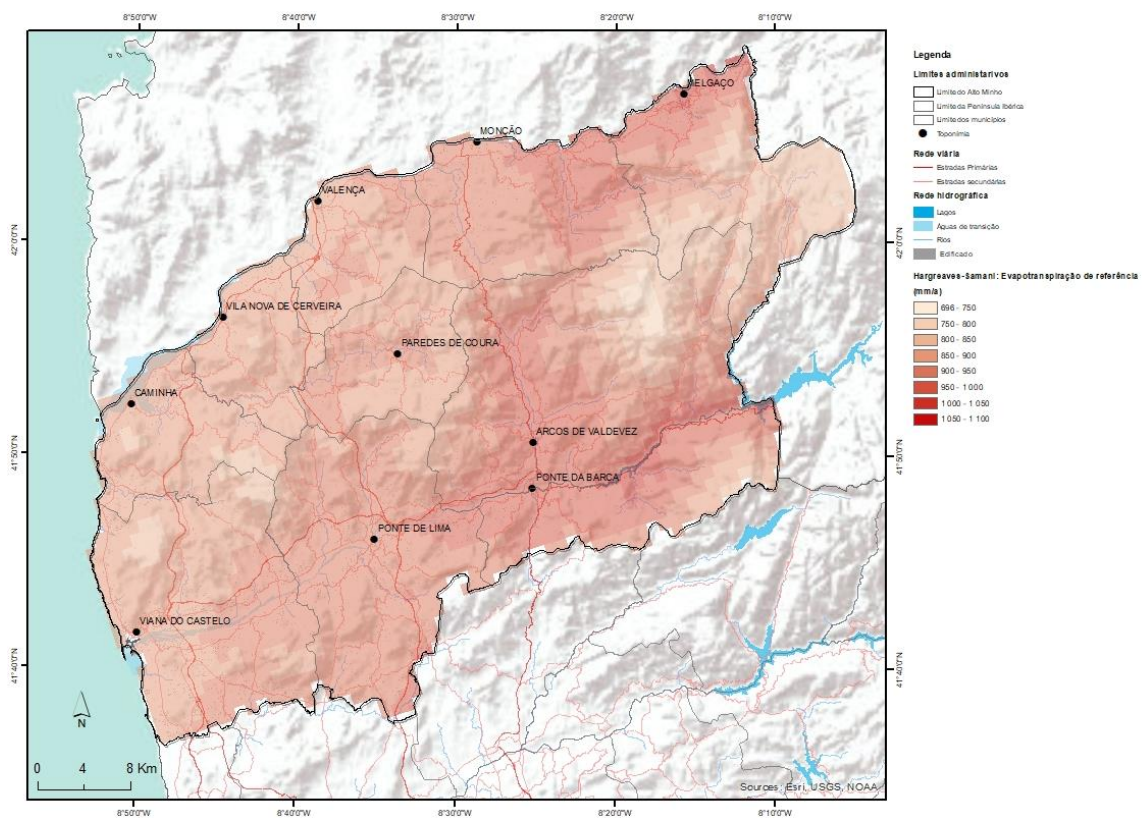 8°50'0"W
8°40'0"W
8°30'0"W
8°20'0"W
8°10'0"W
MELGAÇO
MONÇÃO
VALENÇA
42°0'0"N
42°0'0"N
VILA NOVA DE CERVEIRA
PAREDES DE COURA
CAMINHA
ARCOS DE VALDEVEZ
41°50'0"N
41°50'0"N
PONTE DA BARCA
PONTE DE LIMA
VIANA DO CASTELO
41°40'0"N
41°40'0"N
N
0 4 8 Km
Sources: Esri, USGS, NOAA
8°50'0"W
8°40'0"W
8°30'0"W
8°20'0"W
8°10'0"W
Legenda
Limites administarivos
Limite do Alto Minho
Limite da Península Ibérica
Limites dos municípios
Toponímia
Rede viária
Estradas Primárias
Estradas secundárias
Rede hidrográfica
Lagos
Águas de transição
Rios
Edificado
Hargreaves-Samani: Evapotranspiração de referência
(mm/a)
696 - 750
750 - 800
800 - 850
850 - 900
900 - 950
950 - 1 000
1 000 - 1 050
1 050 - 1 100